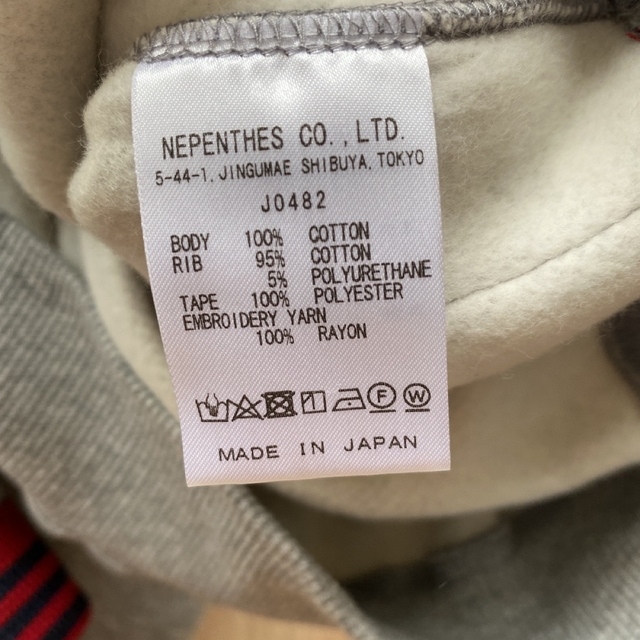 NEPENTHES CO.,LTD.
5-44-1, JINGUMAE SHIBUYA, TOKYO
J0482
BODY 100% COTTON
RIB 95% COTTON
5% POLYURETHANE
TAPE 100% POLYESTER
EMBROIDERY YARN
100% RAYON
F W
MADE IN JAPAN